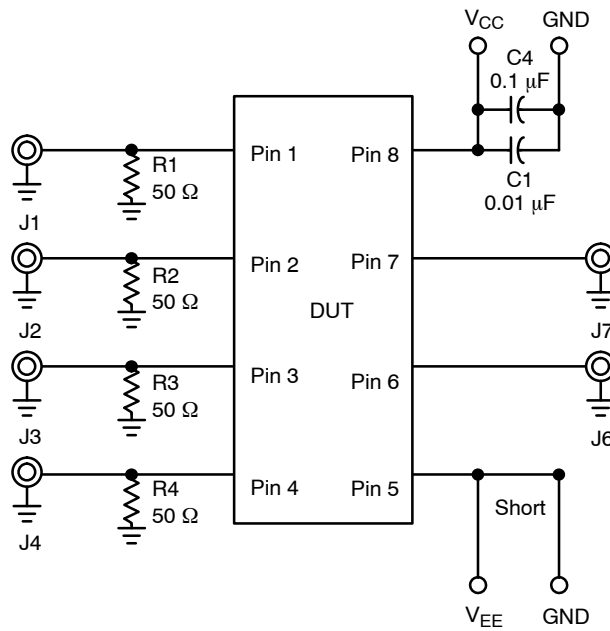 V_CC GND
C4
0.1 μF
C1
0.01 μF
J1
R1
50 Ω
Pin 1
Pin 8
J2
R2
50 Ω
Pin 2
Pin 7
J7
DUT
J3
R3
50 Ω
Pin 3
Pin 6
J6
J4
R4
50 Ω
Pin 4
Pin 5
Short
V_EE GND